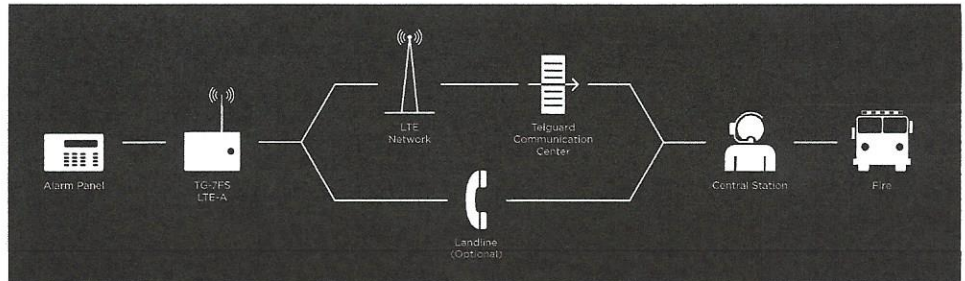 Alarm Panel
TG-7FS
LTE-A
LTE
Network
Telguard
Communication
Center
Landline
(Optional)
Central Station
Fire